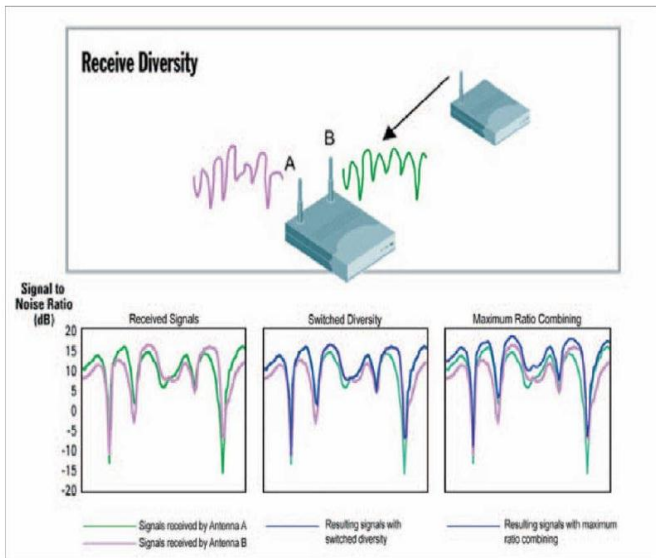 Receive Diversity
A
B
Signal to
Noise Ratio
(dB)
Received Signals
Switched Diversity
Maximum Ratio Combining
20
15
10
5
0
-5
-10
-15
-20
Signals received by Antenna A
Signals received by Antenna B
Resulting signals with
switched diversity
Resulting signals with maximum
ratio combining